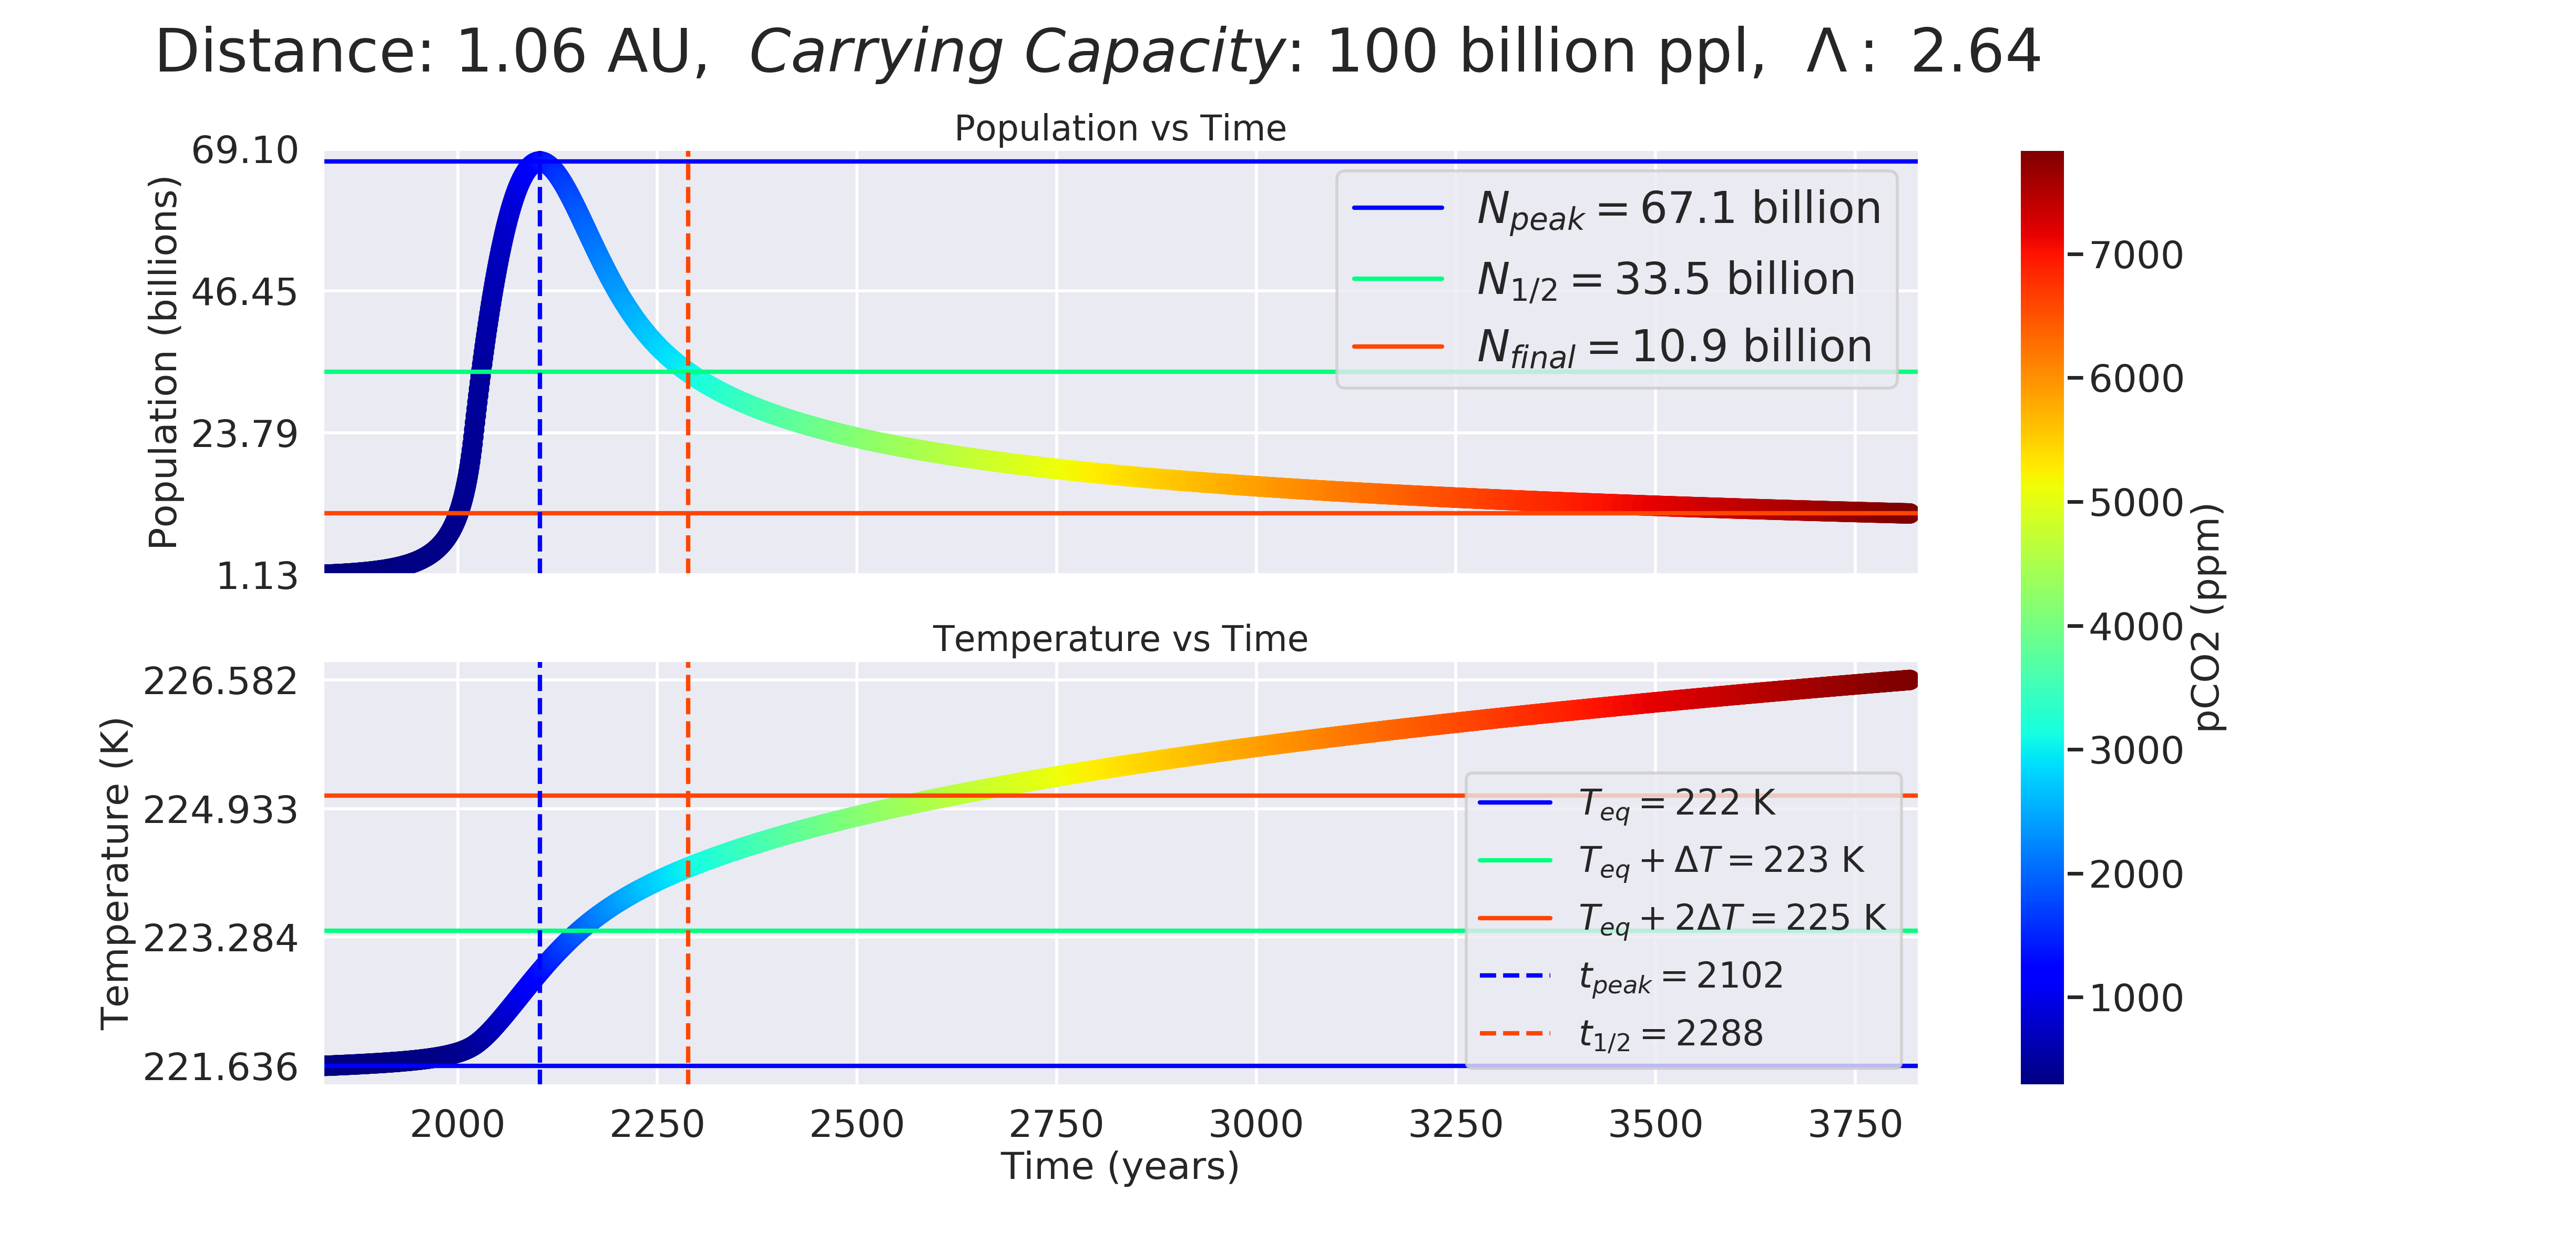 Distance: 1.06 AU, Carrying Capacity: 100 billion ppl, Λ : 2.64
Population vs Time
69.10
46.45
23.79
1.13
Population (billions)
N_peak = 67.1 billion
N_1/2 = 33.5 billion
N_final = 10.9 billion
Temperature vs Time
226.582
224.933
223.284
221.636
Temperature (K)
T_eq = 222 K
T_eq + ΔT = 223 K
T_eq + 2ΔT = 225 K
t_peak = 2102
t_1/2 = 2288
2000 2250 2500 2750 3000 3250 3500 3750
Time (years)
7000
6000
5000
4000
3000
2000
1000
pCO2 (ppm)